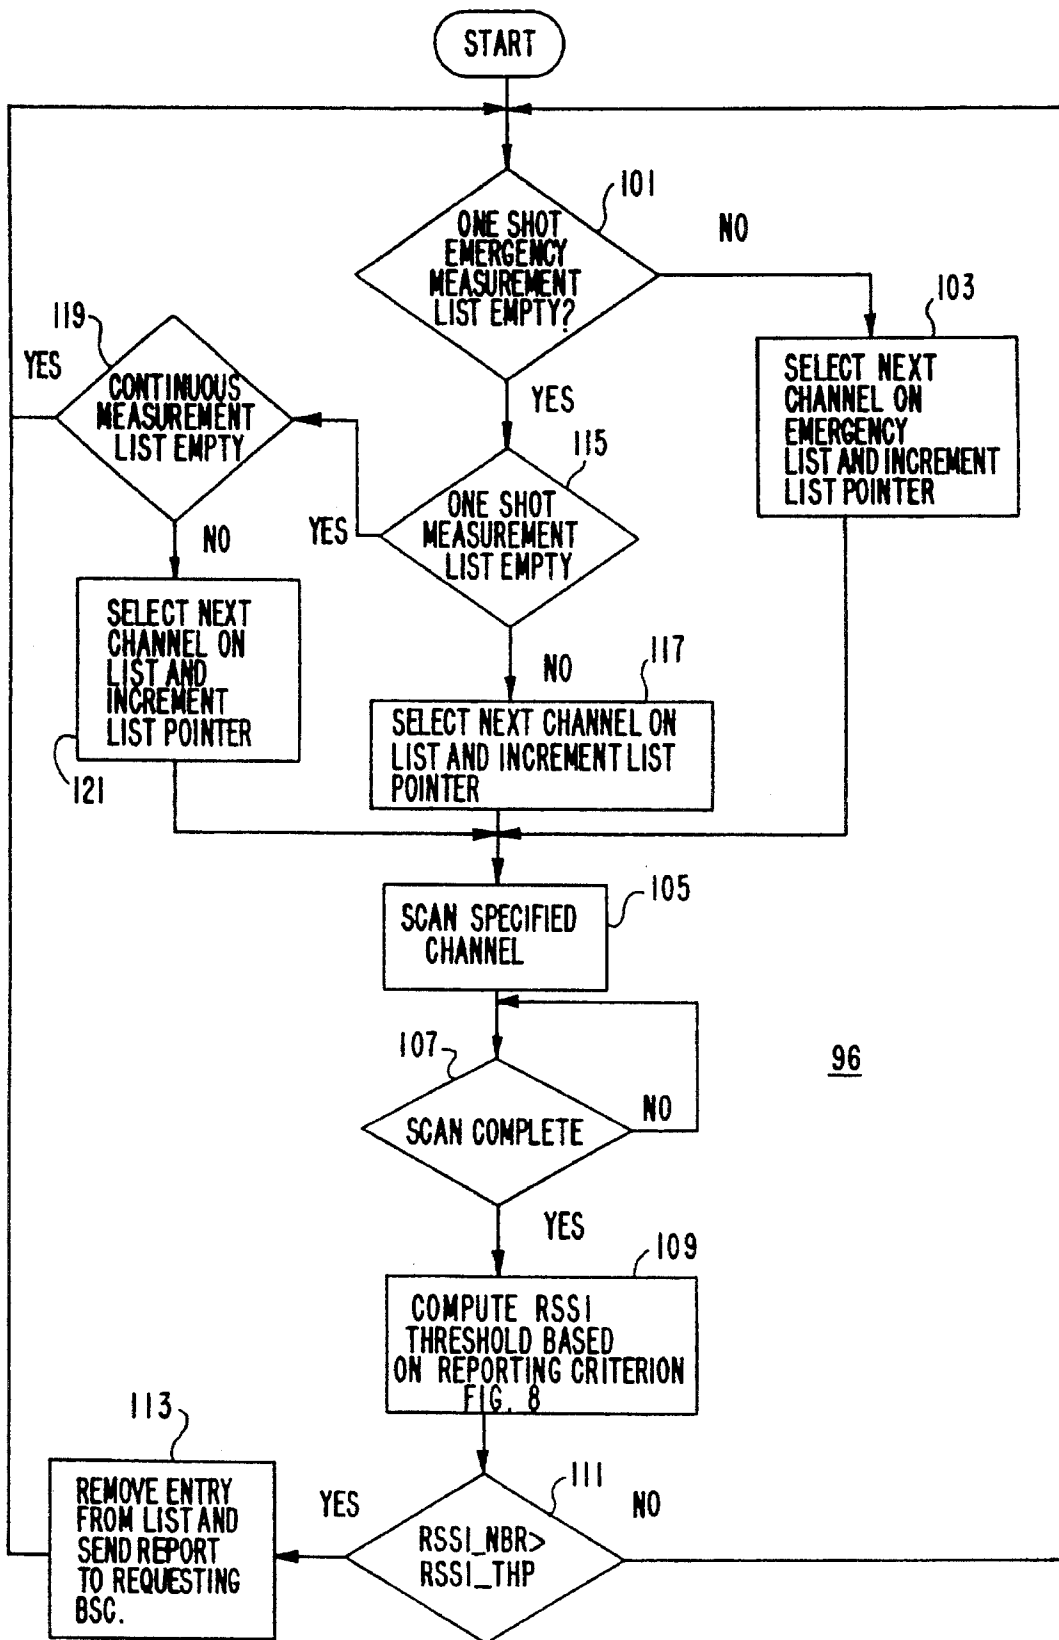 START
101
ONE SHOT
EMERGENCY
MEASUREMENT
LIST EMPTY?
NO
103
SELECT NEXT
CHANNEL ON
EMERGENCY
LIST AND INCREMENT
LIST POINTER
119
YES
CONTINUOUS
MEASUREMENT
LIST EMPTY
YES
115
ONE SHOT
MEASUREMENT
LIST EMPTY
YES
NO
SELECT NEXT
CHANNEL ON
LIST AND
INCREMENT
LIST POINTER
121
NO
117
SELECT NEXT CHANNEL ON
LIST AND INCREMENT LIST
POINTER
105
SCAN SPECIFIED
CHANNEL
107
SCAN COMPLETE
NO
96
YES
109
COMPUTE RSSI
THRESHOLD BASED
ON REPORTING CRITERION
FIG. 8
113
REMOVE ENTRY
FROM LIST AND
SEND REPORT
TO REQUESTING
BSC.
YES
111
RSSI_NBR>
RSSI_THP
NO